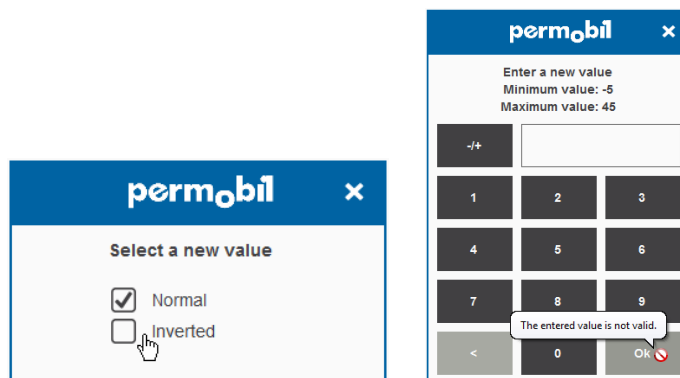 permobil
Select a new value
Normal
Inverted
permobil
Enter a new value
Minimum value: -5
Maximum value: 45
-/+
1 2 3
4 5 6
7 8 9
The entered value is not valid.
< 0 Ok